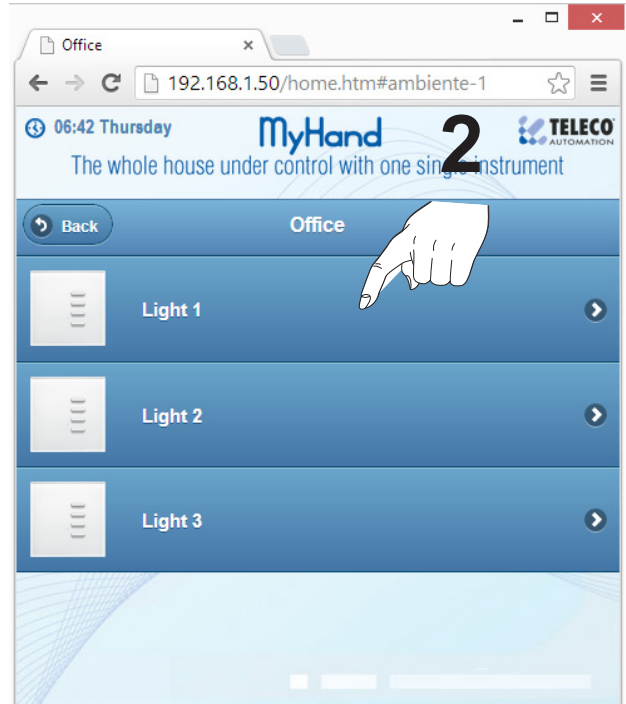 Office
192.168.1.50/home.htm#ambiente-1
06:42 Thursday
MyHand
2
TELECO
AUTOMATION
The whole house under control with one single instrument
Back
Office
Light 1
Light 2
Light 3